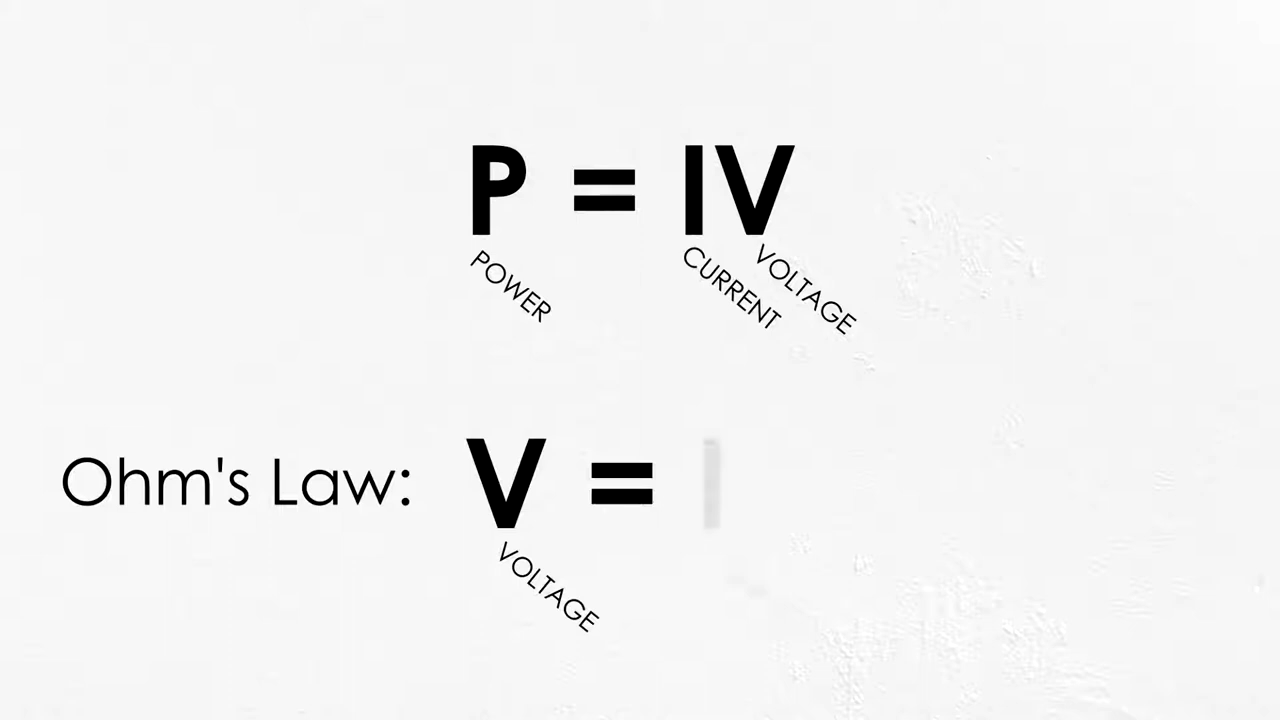 P = IV
POWER
CURRENT
VOLTAGE
Ohm's Law: V = I
VOLTAGE